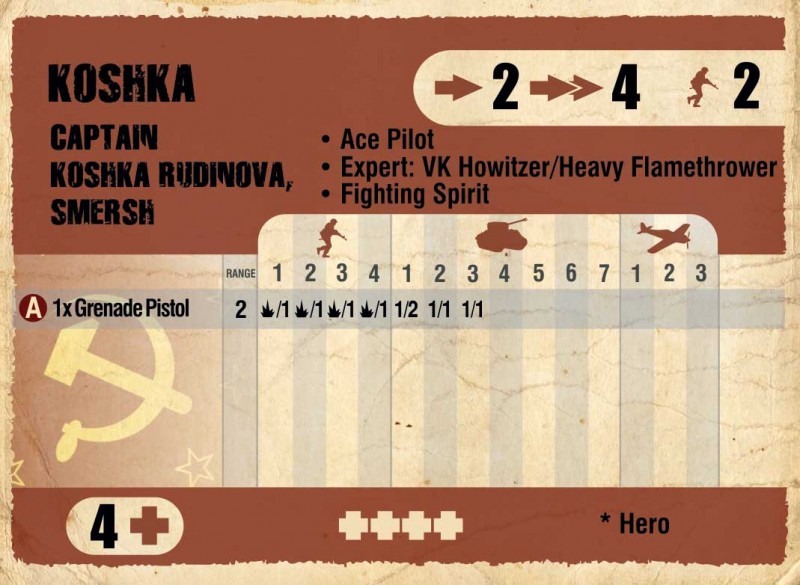 KOSHKA
2 4 2
CAPTAIN
KOSHKA RUDINOVA,
SMERSH
• Ace Pilot
• Expert: VK Howitzer/Heavy Flamethrower
• Fighting Spirit
RANGE 1 2 3 4 1 2 3 4 5 6 7 1 2 3
A 1x Grenade Pistol 2 /1 /1 /1 /1 1/2 1/1 1/1
4
* Hero